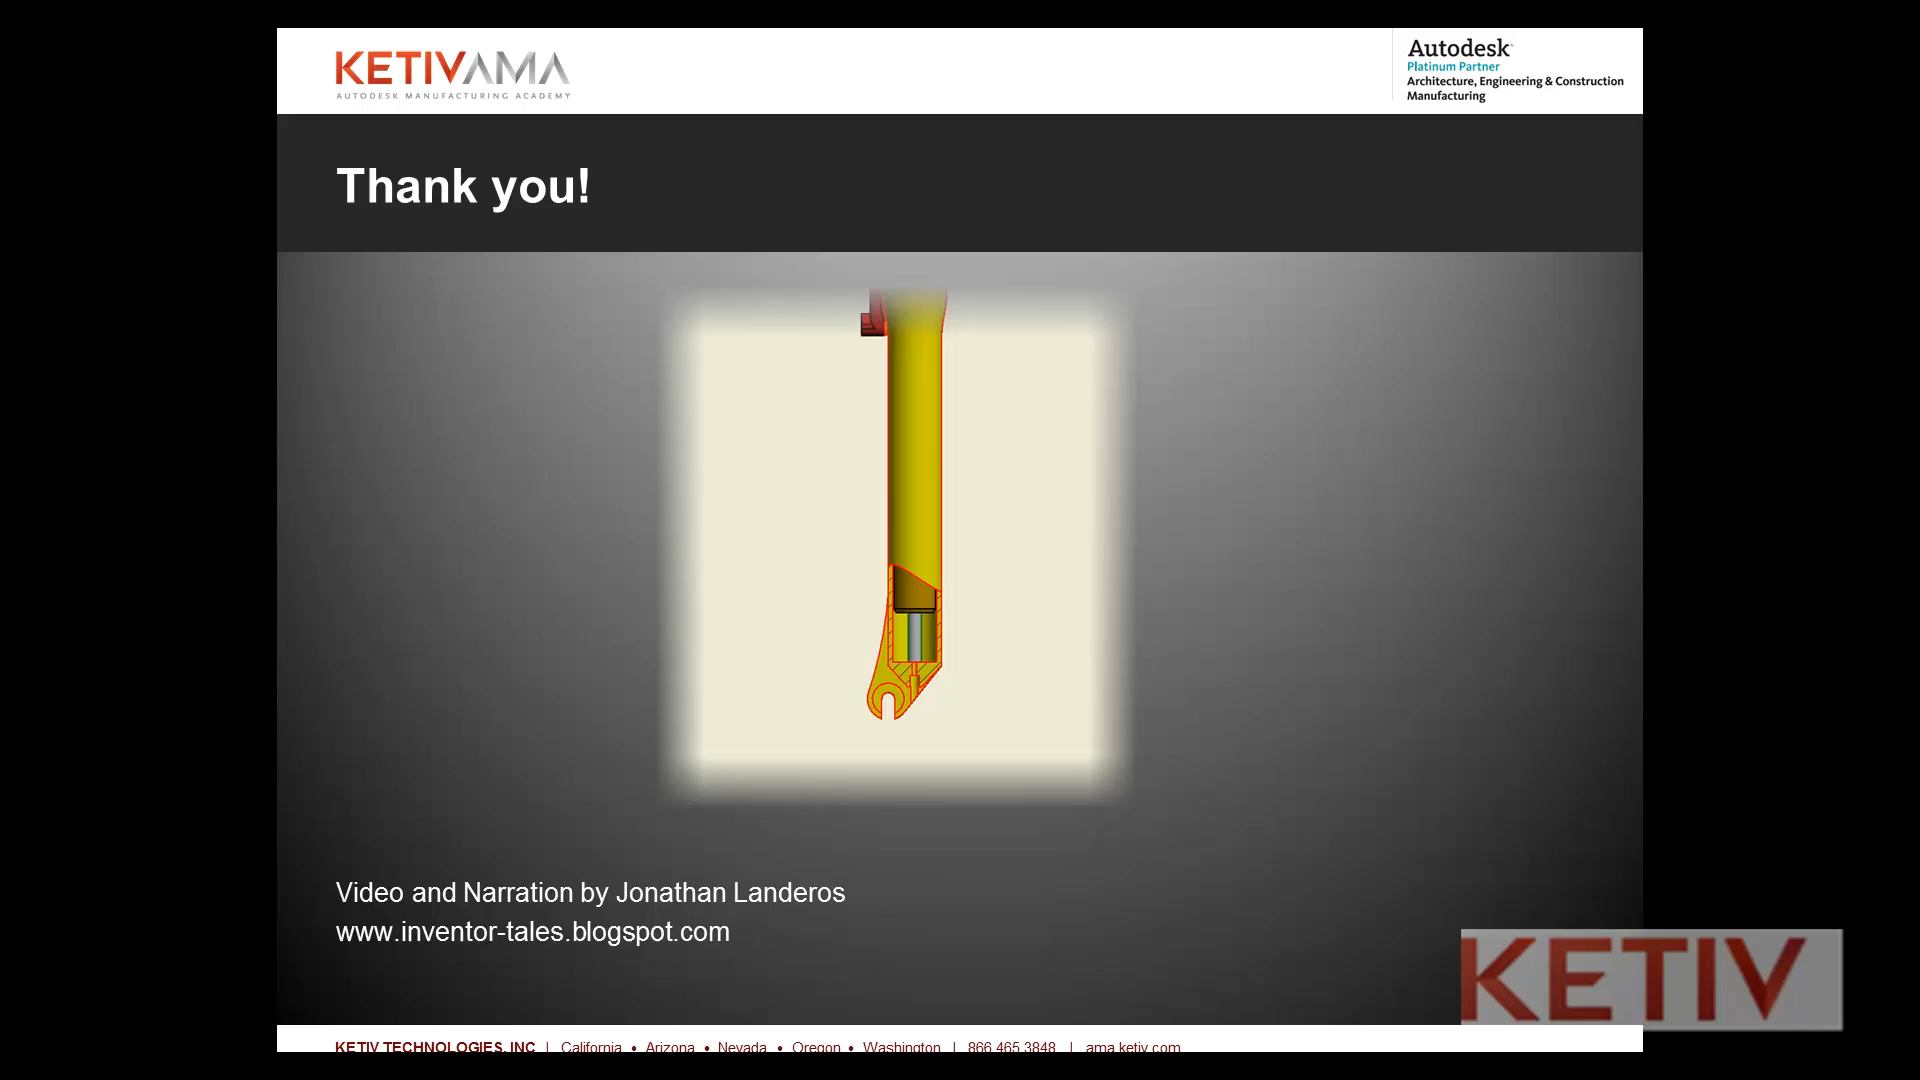 KETIVAMA
AUTODESK MANUFACTURING ACADEMY
Autodesk
Platinum Partner
Architecture, Engineering & Construction
Manufacturing
Thank you!
Video and Narration by Jonathan Landeros
www.inventor-tales.blogspot.com
KETIV
KETIV TECHNOLOGIES, INC | California • Arizona • Nevada • Oregon • Washington | 866.465.3848 | ama.ketiv.com